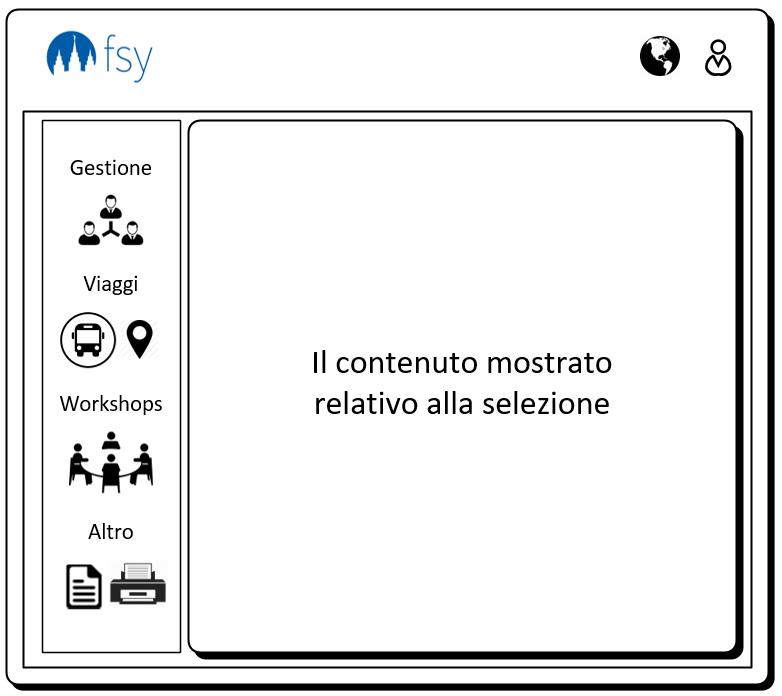 fsy
Gestione
Viaggi
Workshops
Altro
Il contenuto mostrato
relativo alla selezione